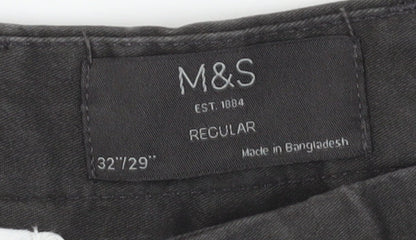 M&S
EST. 1884
REGULAR
32"/29"
Made in Bangladesh